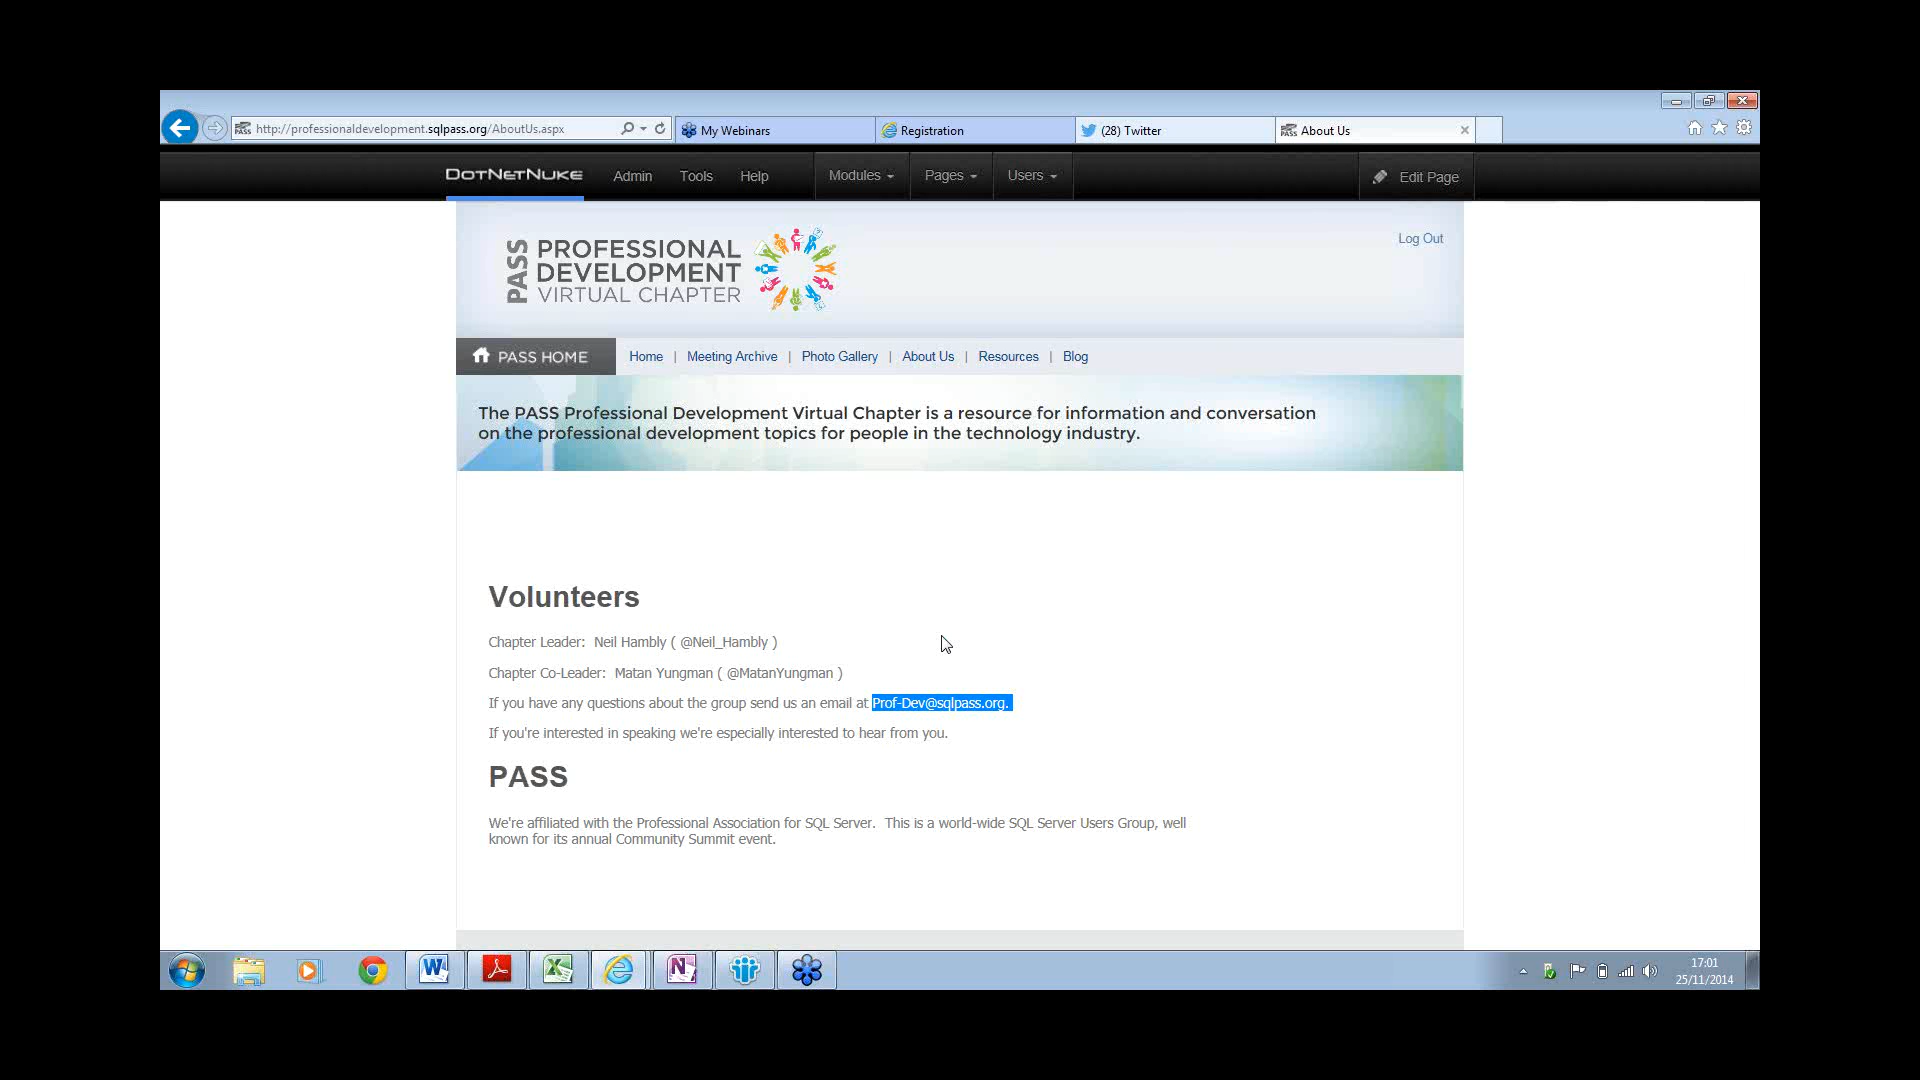 http://professionaldevelopment.sqlpass.org/AboutUs.aspx
My Webinars
Registration
(28) Twitter
About Us
DOTNETNUKE
Admin
Tools
Help
Modules
Pages
Users
Edit Page
Log Out
PASS
PROFESSIONAL
DEVELOPMENT
VIRTUAL CHAPTER
PASS HOME
Home | Meeting Archive | Photo Gallery | About Us | Resources | Blog
The PASS Professional Development Virtual Chapter is a resource for information and conversation
on the professional development topics for people in the technology industry.
Volunteers
Chapter Leader: Neil Hambly ( @Neil_Hambly )
Chapter Co-Leader: Matan Yungman ( @MatanYungman )
If you have any questions about the group send us an email at Prof-Dev@sqlpass.org.
If you're interested in speaking we're especially interested to hear from you.
PASS
We're affiliated with the Professional Association for SQL Server. This is a world-wide SQL Server Users Group, well
known for its annual Community Summit event.
17:01
25/11/2014